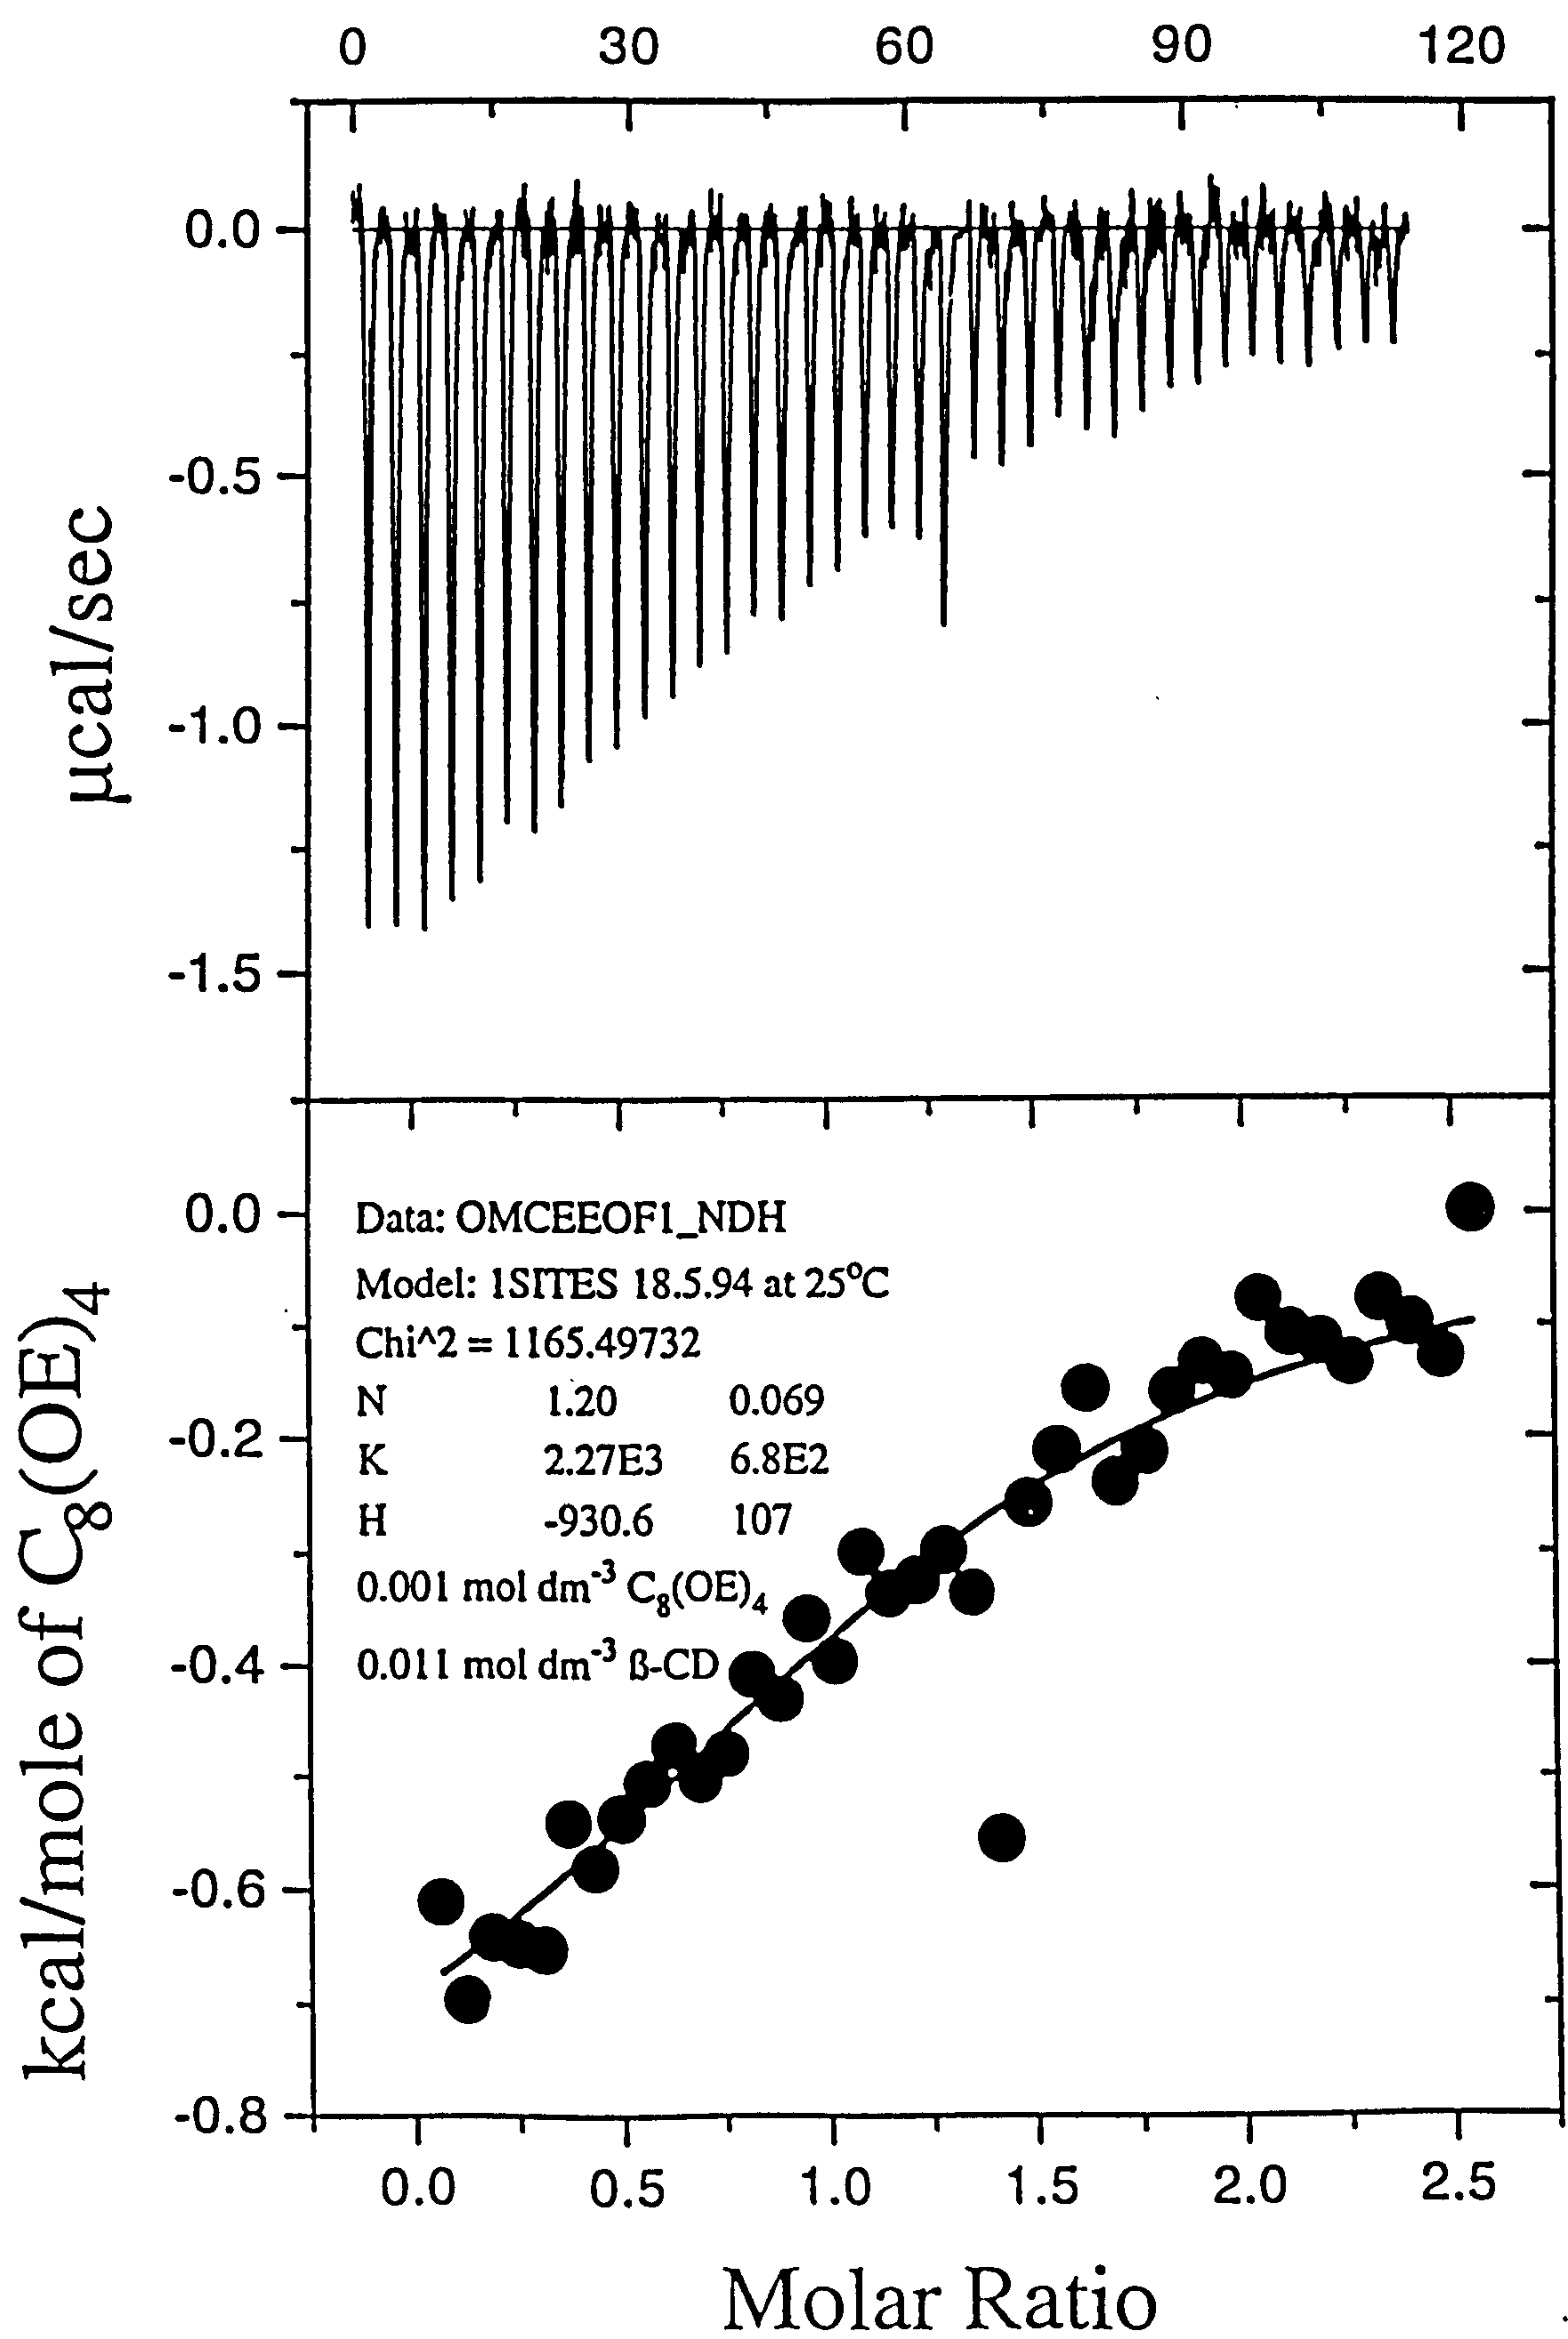 0 30 60 90 120
0.0
-0.5
-1.0
-1.5
µcal/sec
0.0
-0.2
-0.4
-0.6
-0.8
kcal/mole of C₈(OE)₄
Data: OMCEEOF1_NDH
Model: 1SITES 18.5.94 at 25°C
Chi^2 = 1165.49732
N 1.20 0.069
K 2.27E3 6.8E2
H -930.6 107
0.001 mol dm⁻³ C₈(OE)₄
0.011 mol dm⁻³ ß-CD
0.0 0.5 1.0 1.5 2.0 2.5
Molar Ratio